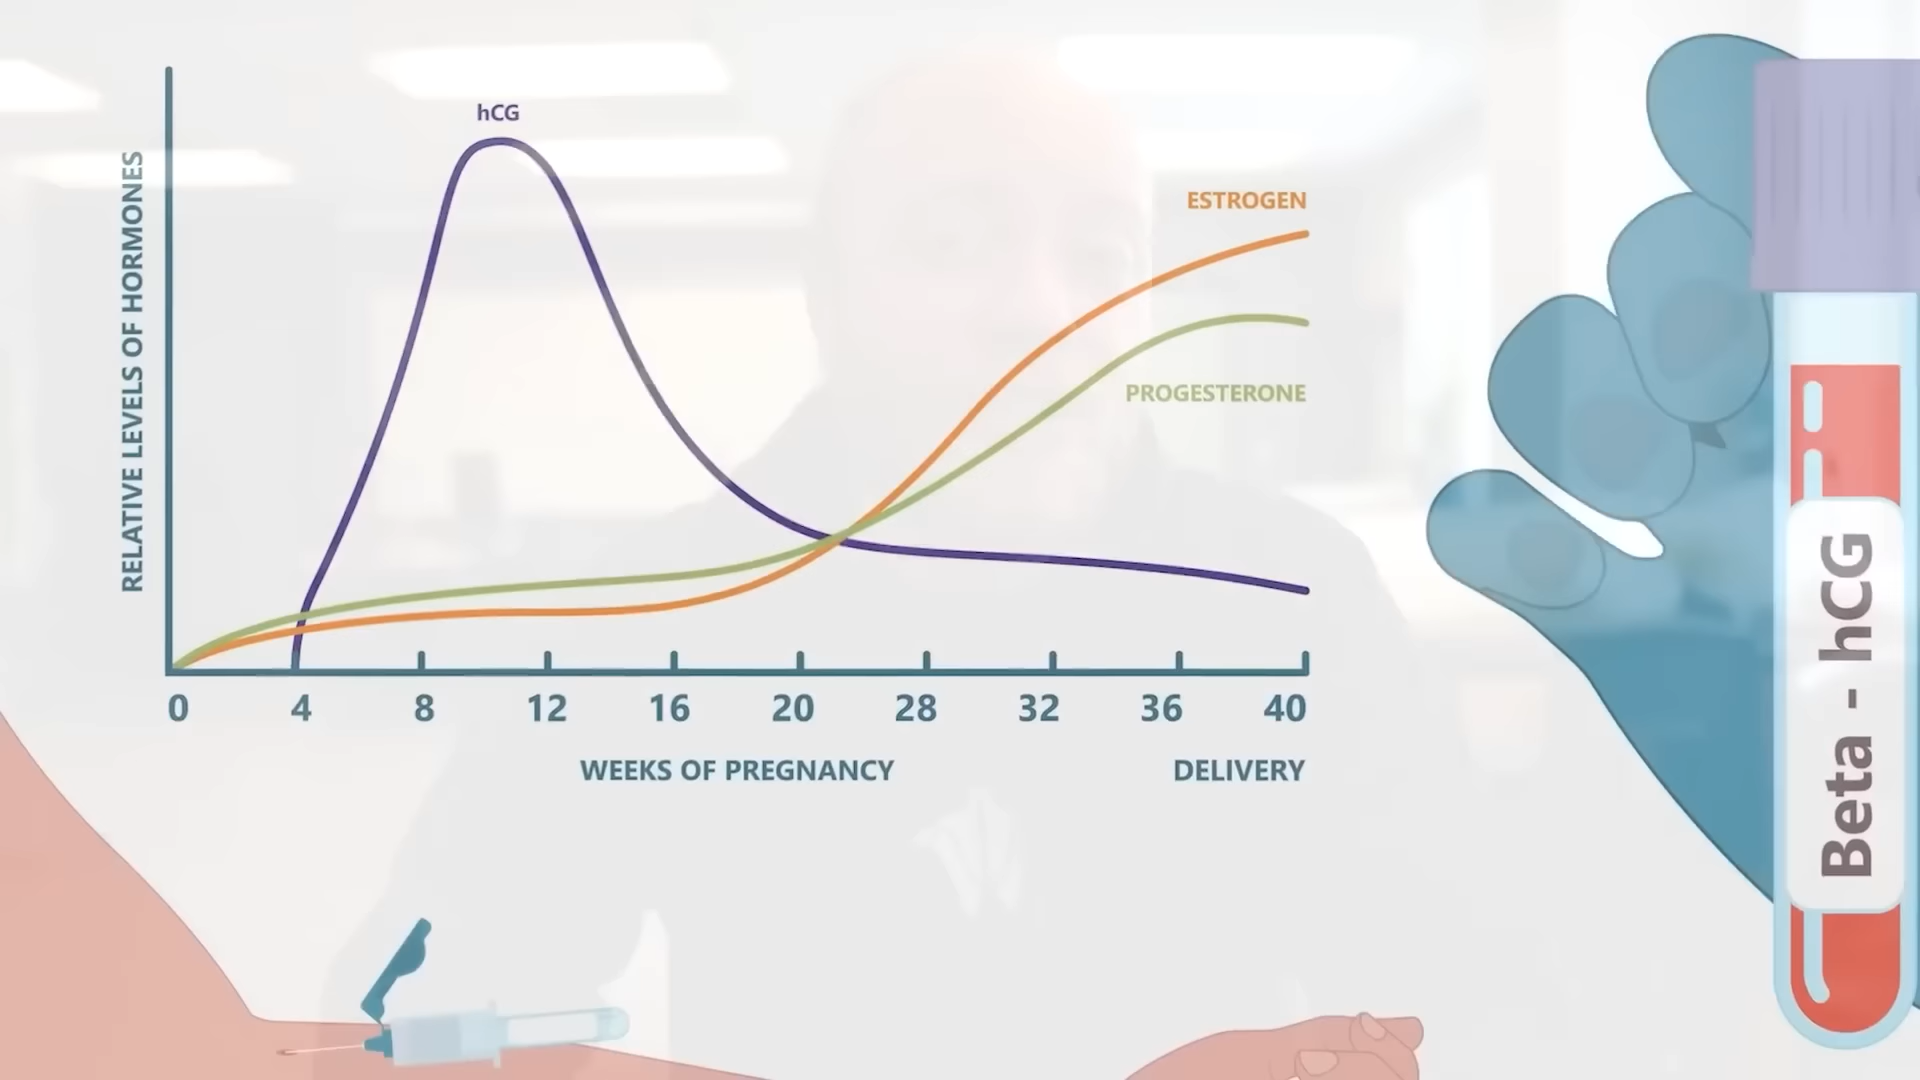 hCG
ESTROGEN
PROGESTERONE
RELATIVE LEVELS OF HORMONES
0 4 8 12 16 20 28 32 36 40
WEEKS OF PREGNANCY DELIVERY
Beta - hCG